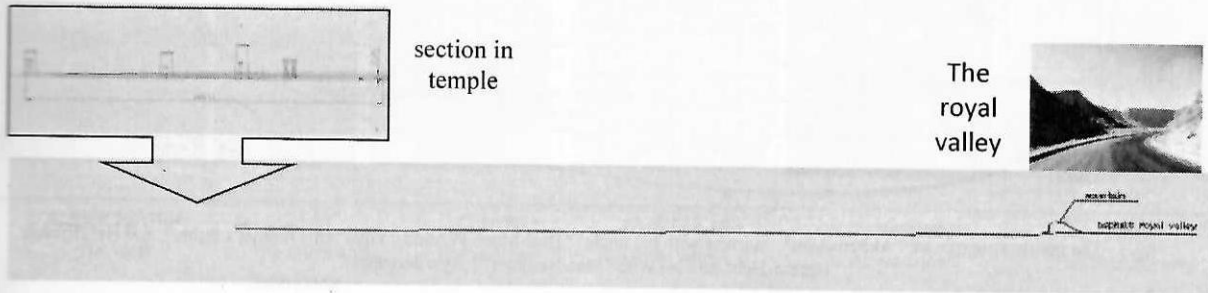 section in
temple
The
royal
valley
mountain
asphalt royal valley